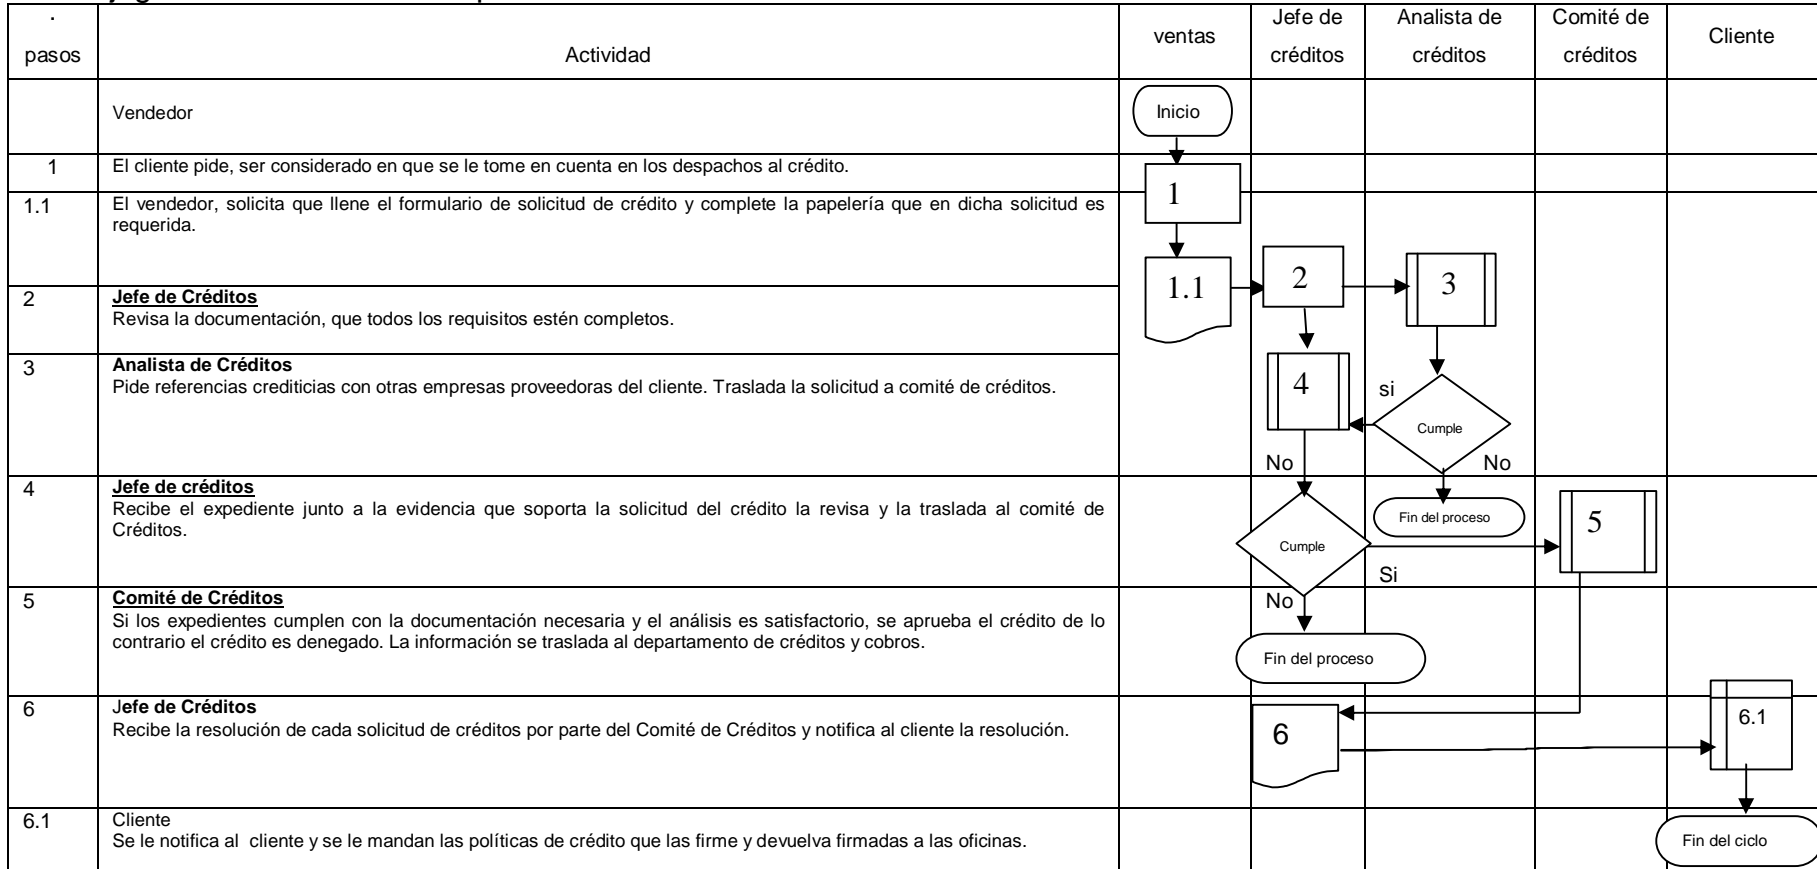 .
pasos
Actividad
ventas
Jefe de
créditos
Analista de
créditos
Comité de
créditos
Cliente
Vendedor
Inicio
1
El cliente pide, ser considerado en que se le tome en cuenta en los despachos al crédito.
1
1.1
El vendedor, solicita que llene el formulario de solicitud de crédito y complete la papelería que en dicha solicitud es
requerida.
1.1
2
3
2
Jefe de Créditos
Revisa la documentación, que todos los requisitos estén completos.
3
Analista de Créditos
Pide referencias crediticias con otras empresas proveedoras del cliente. Traslada la solicitud a comité de créditos.
4
si
Cumple
No
No
4
Jefe de créditos
Recibe el expediente junto a la evidencia que soporta la solicitud del crédito la revisa y la traslada al comité de
Créditos.
Fin del proceso
5
Cumple
Si
5
Comité de Créditos
Si los expedientes cumplen con la documentación necesaria y el análisis es satisfactorio, se aprueba el crédito de lo
contrario el crédito es denegado. La información se traslada al departamento de créditos y cobros.
No
Fin del proceso
6
Jefe de Créditos
Recibe la resolución de cada solicitud de créditos por parte del Comité de Créditos y notifica al cliente la resolución.
6
6.1
6.1
Cliente
Se le notifica al cliente y se le mandan las políticas de crédito que las firme y devuelva firmadas a las oficinas.
Fin del ciclo